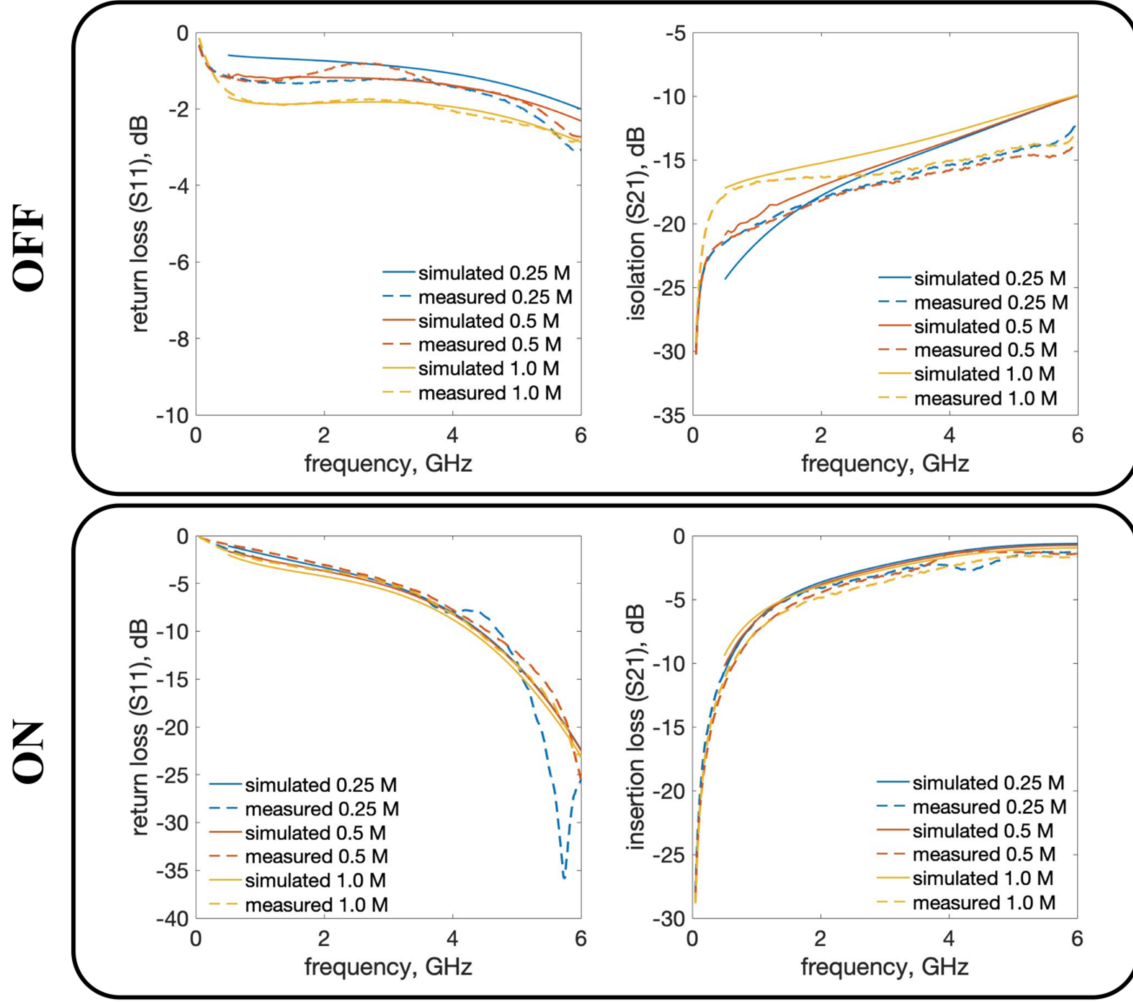 OFF
return loss (S11), dB
0
-2
-4
-6
-8
-10
simulated 0.25 M
measured 0.25 M
simulated 0.5 M
measured 0.5 M
simulated 1.0 M
measured 1.0 M
0
2
4
6
frequency, GHz
isolation (S21), dB
-5
-10
-15
-20
-25
-30
-35
simulated 0.25 M
measured 0.25 M
simulated 0.5 M
measured 0.5 M
simulated 1.0 M
measured 1.0 M
0
2
4
6
frequency, GHz
ON
return loss (S11), dB
0
-5
-10
-15
-20
-25
-30
-35
-40
simulated 0.25 M
measured 0.25 M
simulated 0.5 M
measured 0.5 M
simulated 1.0 M
measured 1.0 M
0
2
4
6
frequency, GHz
insertion loss (S21), dB
0
-5
-10
-15
-20
-25
-30
simulated 0.25 M
measured 0.25 M
simulated 0.5 M
measured 0.5 M
simulated 1.0 M
measured 1.0 M
0
2
4
6
frequency, GHz